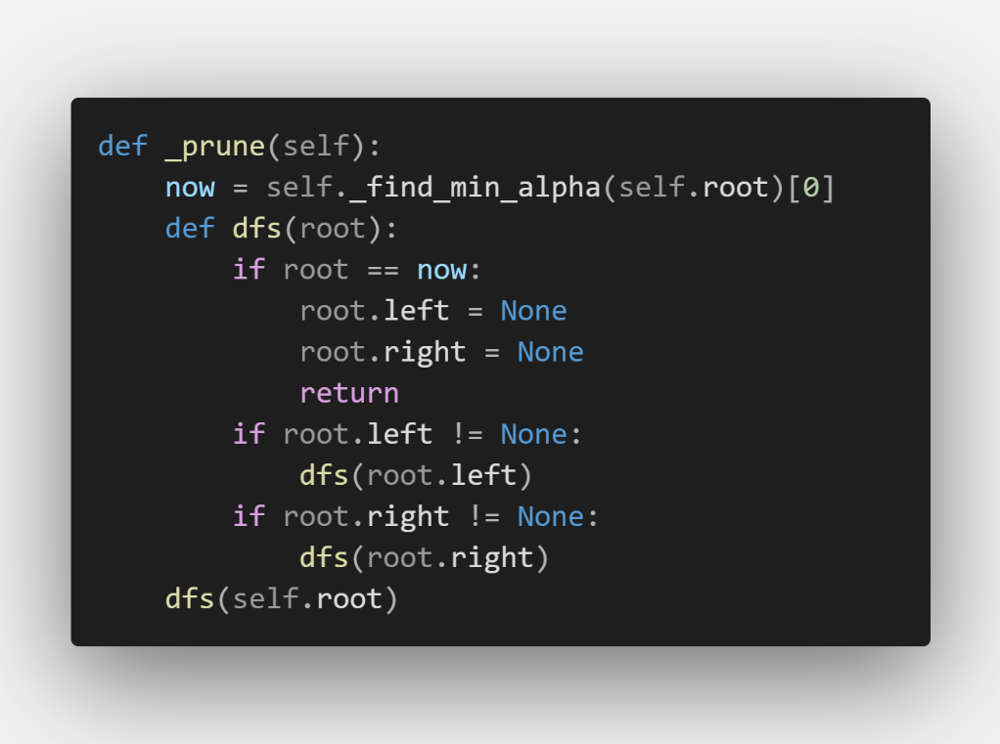 def _prune(self):
    now = self._find_min_alpha(self.root)[0]
    def dfs(root):
        if root == now:
            root.left = None
            root.right = None
            return
        if root.left != None:
            dfs(root.left)
        if root.right != None:
            dfs(root.right)
    dfs(self.root)